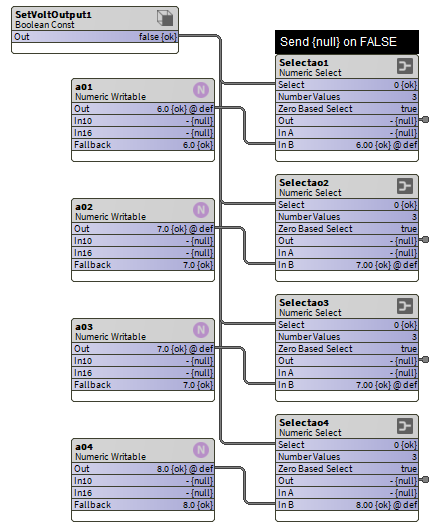 SetVoltOutput1
Boolean Const
Out false {ok}
Send {null} on FALSE
Selectao1
Numeric Select
Select 0 {ok}
Number Values 3
Zero Based Select true
Out - {null}
In A - {null}
In B 6.00 {ok} @ def
a01
Numeric Writable
N
Out 6.0 {ok} @ def
In10 - {null}
In16 - {null}
Fallback 6.0 {ok}
Selectao2
Numeric Select
Select 0 {ok}
Number Values 3
Zero Based Select true
Out - {null}
In A - {null}
In B 7.00 {ok} @ def
a02
Numeric Writable
N
Out 7.0 {ok} @ def
In10 - {null}
In16 - {null}
Fallback 7.0 {ok}
Selectao3
Numeric Select
Select 0 {ok}
Number Values 3
Zero Based Select true
Out - {null}
In A - {null}
In B 7.00 {ok} @ def
a03
Numeric Writable
N
Out 7.0 {ok} @ def
In10 - {null}
In16 - {null}
Fallback 7.0 {ok}
Selectao4
Numeric Select
Select 0 {ok}
Number Values 3
Zero Based Select true
Out - {null}
In A - {null}
In B 8.00 {ok} @ def
a04
Numeric Writable
N
Out 8.0 {ok} @ def
In10 - {null}
In16 - {null}
Fallback 8.0 {ok}